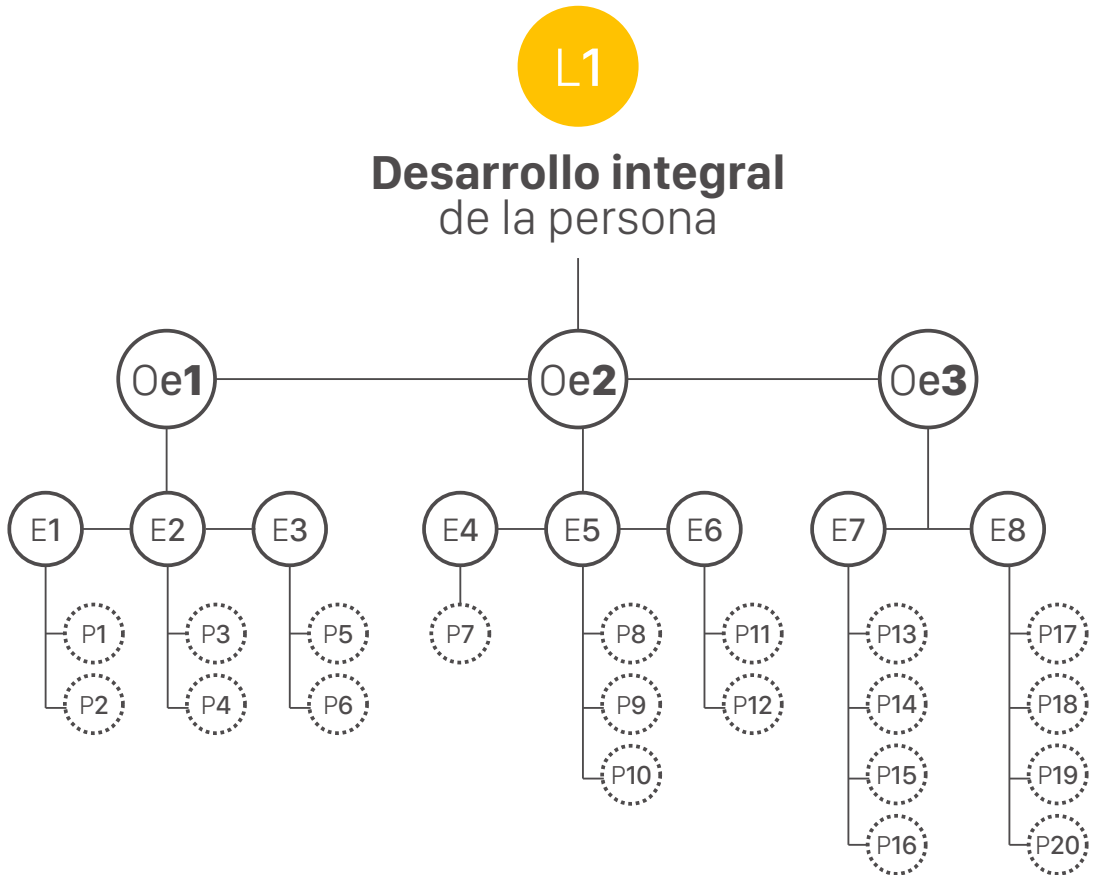 L1
Desarrollo integral
de la persona
Oe1 Oe2 Oe3
E1 E2 E3 E4 E5 E6 E7 E8
P1 P3 P5 P7 P8 P11 P13 P17
P2 P4 P6 P9 P12 P14 P18
P10 P15 P19
P16 P20